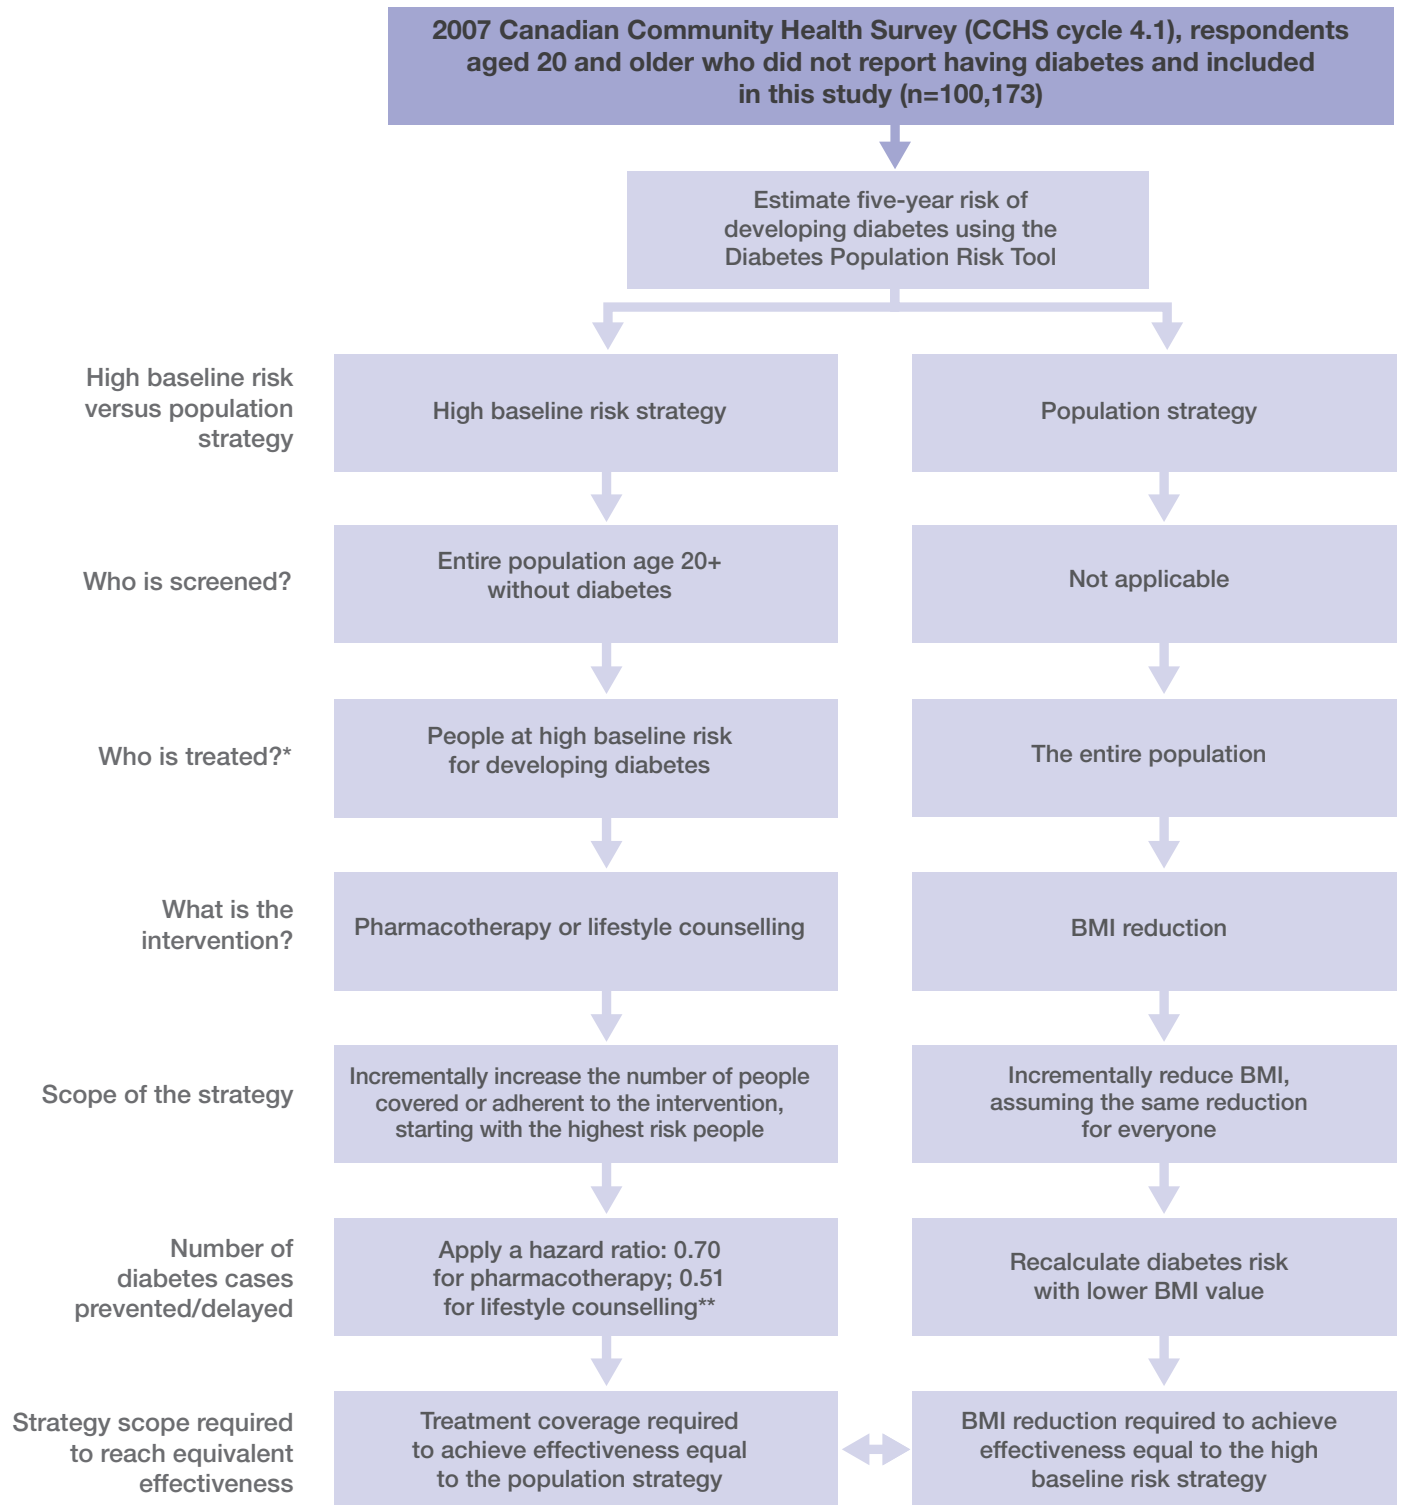 2007 Canadian Community Health Survey (CCHS cycle 4.1), respondents
aged 20 and older who did not report having diabetes and included
in this study (n=100,173)
Estimate five-year risk of
developing diabetes using the
Diabetes Population Risk Tool
High baseline risk
versus population
strategy
High baseline risk strategy
Population strategy
Who is screened?
Entire population age 20+
without diabetes
Not applicable
Who is treated?*
People at high baseline risk
for developing diabetes
The entire population
What is the
intervention?
Pharmacotherapy or lifestyle counselling
BMI reduction
Scope of the strategy
Incrementally increase the number of people
covered or adherent to the intervention,
starting with the highest risk people
Incrementally reduce BMI,
assuming the same reduction
for everyone
Number of
diabetes cases
prevented/delayed
Apply a hazard ratio: 0.70
for pharmacotherapy; 0.51
for lifestyle counselling**
Recalculate diabetes risk
with lower BMI value
Strategy scope required
to reach equivalent
effectiveness
Treatment coverage required
to achieve effectiveness equal
to the population strategy
BMI reduction required to achieve
effectiveness equal to the high
baseline risk strategy